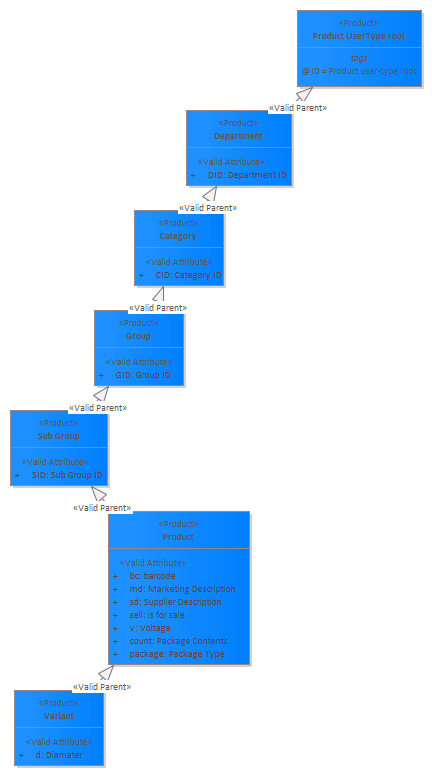 «Product»
Product UserType root
tags
@ID = Product user-type root
«Valid Parent»
«Product»
Department
«Valid Attribute»
+ DID: Department ID
«Valid Parent»
«Product»
Category
«Valid Attribute»
+ CID: Category ID
«Valid Parent»
«Product»
Group
«Valid Attribute»
+ GID: Group ID
«Valid Parent»
«Product»
Sub Group
«Valid Attribute»
+ SID: Sub Group ID
«Valid Parent»
«Product»
Product
«Valid Attribute»
+ bc: barcode
+ md: Marketing Description
+ sd: Supplier Description
+ sell: is for sale
+ v: Voltage
+ count: Package Contents
+ package: Package Type
«Valid Parent»
«Product»
Variant
«Valid Attribute»
+ d: Diamater